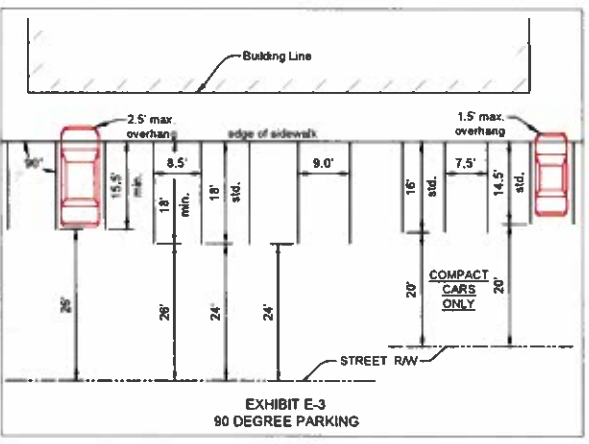 Building Line
2.5' max.
overhang
edge of sidewalk
1.5' max.
overhang
90°
15.5'
min.
8.5'
18'
min.
18'
std.
9.0'
16'
std.
7.5'
14.5'
std.
26'
26'
24'
24'
20'
COMPACT
CARS
ONLY
20'
STREET R/W
EXHIBIT E-3
90 DEGREE PARKING